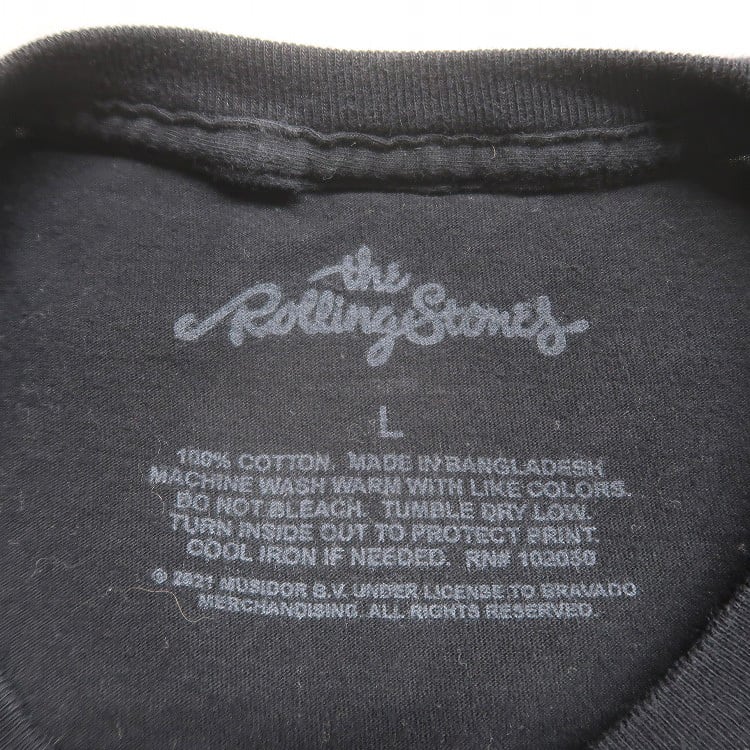 the
Rolling Stones
L
100% COTTON. MADE IN BANGLADESH
MACHINE WASH WARM WITH LIKE COLORS.
DO NOT BLEACH. TUMBLE DRY LOW.
TURN INSIDE OUT TO PROTECT PRINT.
COOL IRON IF NEEDED. RN# 102050
© 2021 MUSIDOR B.V. UNDER LICENSE TO BRAVADO
MERCHANDISING. ALL RIGHTS RESERVED.